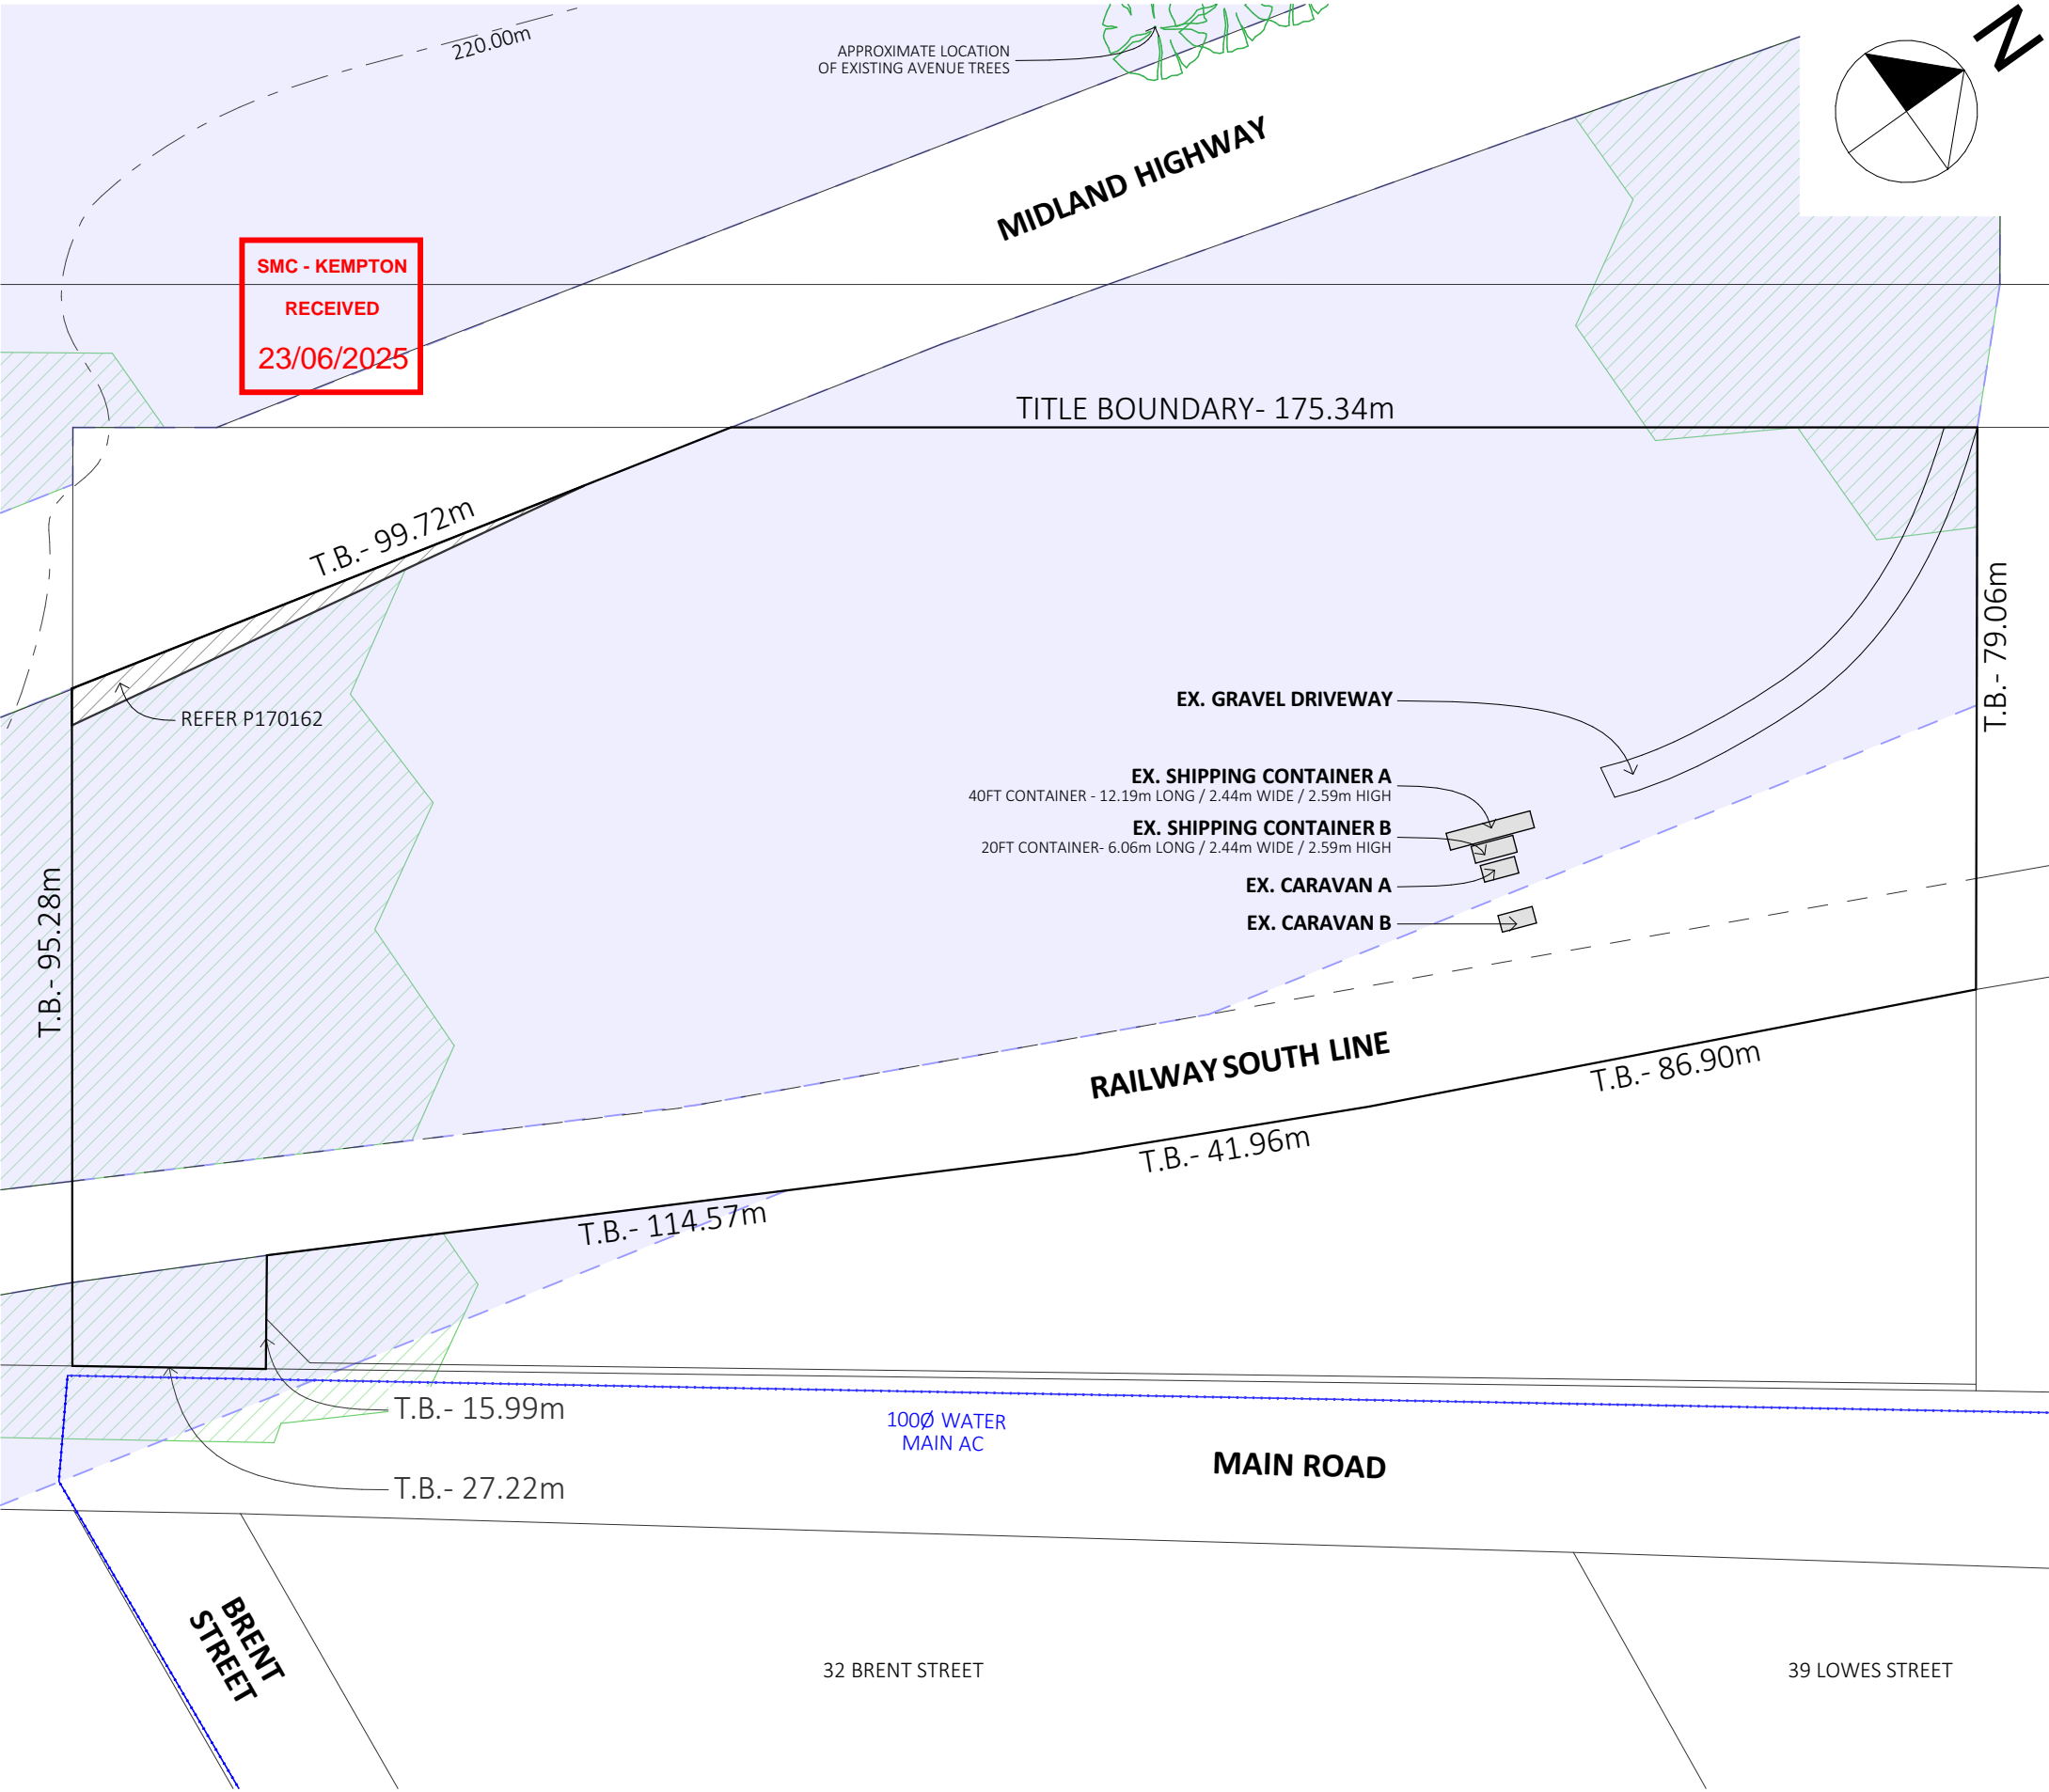 220.00m
APPROXIMATE LOCATION
OF EXISTING AVENUE TREES
N
MIDLAND HIGHWAY
SMC - KEMPTON
RECEIVED
23/06/2025
TITLE BOUNDARY- 175.34m
T.B.- 99.72m
T.B.- 79.06m
EX. GRAVEL DRIVEWAY
REFER P170162
EX. SHIPPING CONTAINER A
40FT CONTAINER - 12.19m LONG / 2.44m WIDE / 2.59m HIGH
EX. SHIPPING CONTAINER B
20FT CONTAINER- 6.06m LONG / 2.44m WIDE / 2.59m HIGH
EX. CARAVAN A
EX. CARAVAN B
T.B.- 95.28m
RAILWAY SOUTH LINE
T.B.- 86.90m
T.B.- 41.96m
T.B.- 114.57m
T.B.- 15.99m
100Ø WATER
MAIN AC
MAIN ROAD
T.B.- 27.22m
BRENT
STREET
32 BRENT STREET
39 LOWES STREET